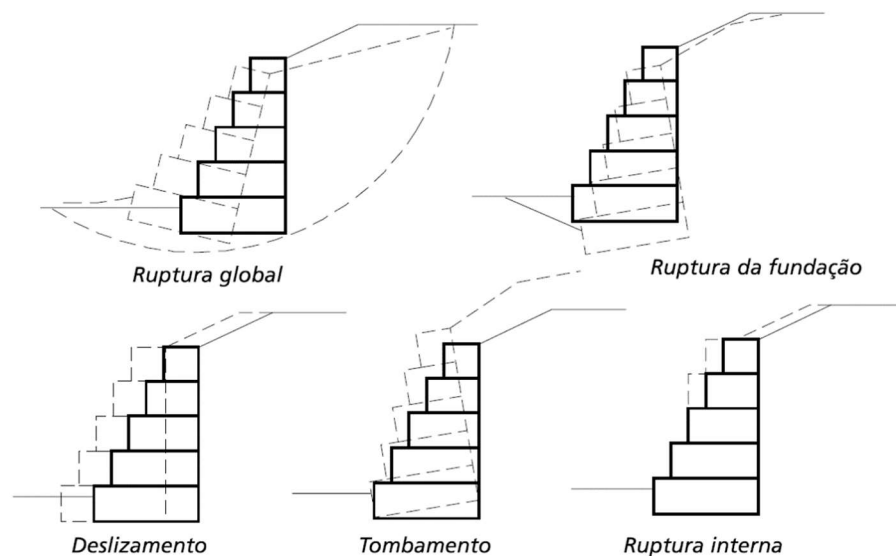 Ruptura global
Ruptura da fundação
Deslizamento
Tombamento
Ruptura interna